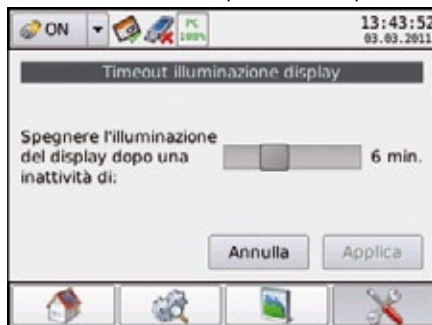 ON
PC
100%
13:43:52
03.03.2011
Timeout illuminazione display
Spegnere l'illuminazione
del display dopo una
inattività di:
6 min.
Annulla
Applica